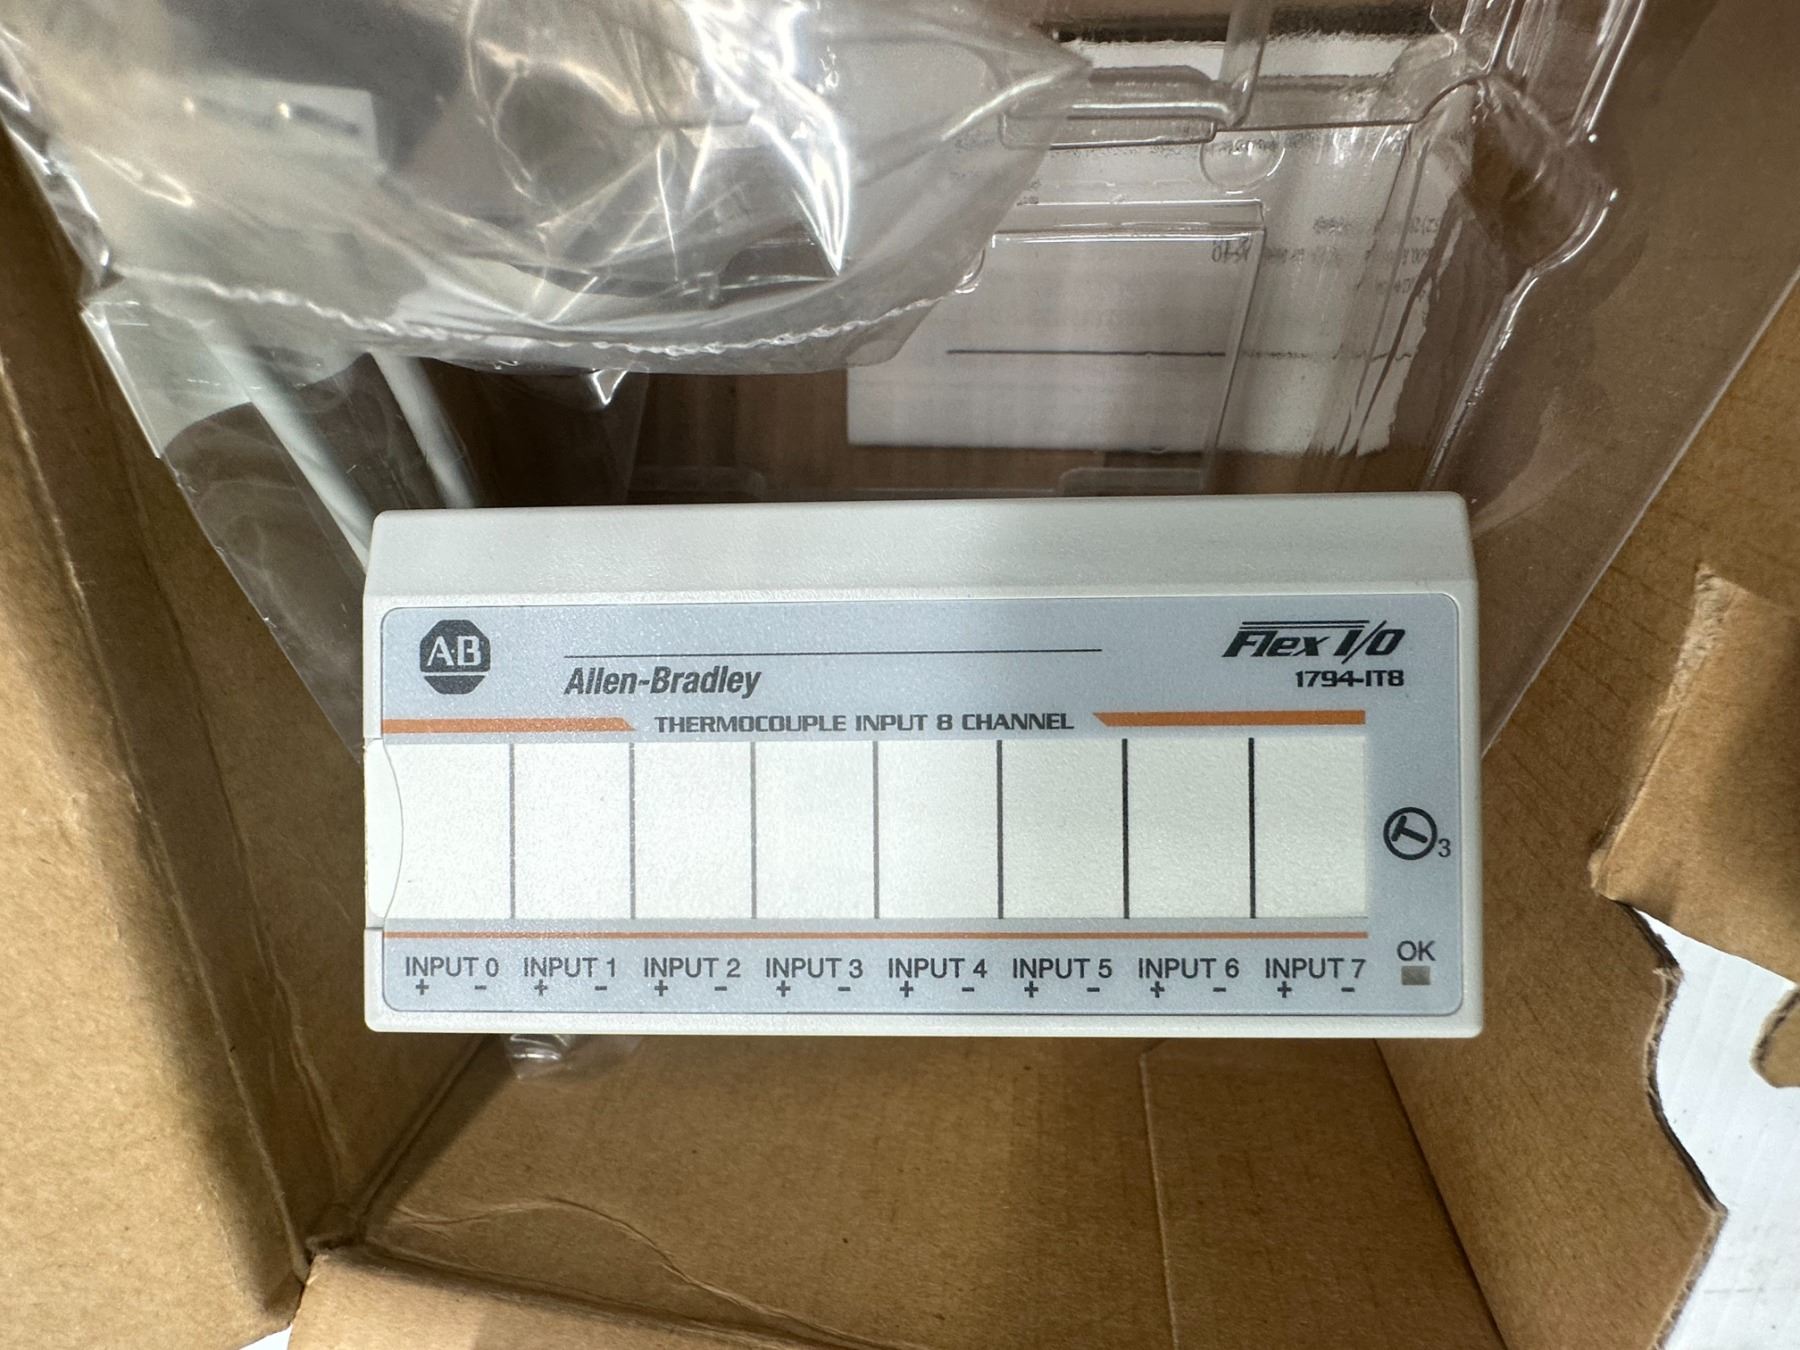 AB
Allen-Bradley
Flex I/O
1794-IT8
THERMOCOUPLE INPUT 8 CHANNEL
3
OK
INPUT 0 INPUT 1 INPUT 2 INPUT 3 INPUT 4 INPUT 5 INPUT 6 INPUT 7
+ - + - + - + - + - + - + - + -